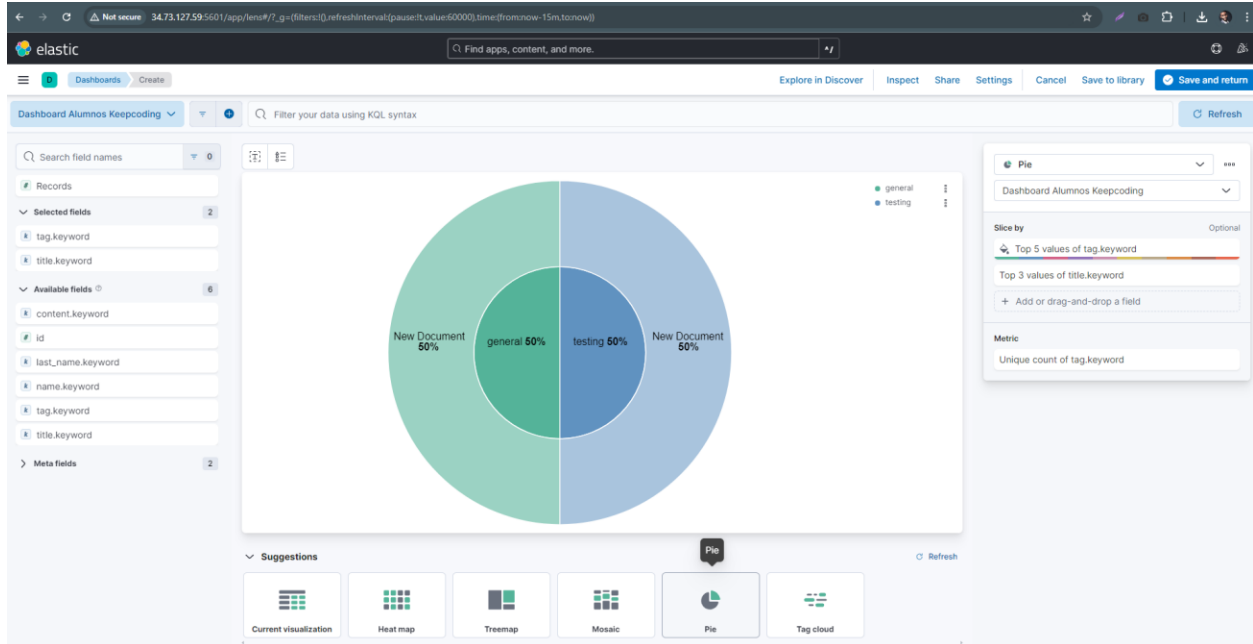 Not secure 34.73.127.59:5601/app/lens#/?_g=(filters:!(),refreshInterval:(pause:!t,value:60000),time:(from:now-15m,to:now))
elastic
Find apps, content, and more.
^/
D Dashboards Create
Explore in Discover Inspect Share Settings Cancel Save to library Save and return
Dashboard Alumnos Keepcoding
Filter your data using KQL syntax
Refresh
Search field names 0
Records
Selected fields 2
tag.keyword
title.keyword
Available fields 6
content.keyword
id
last_name.keyword
name.keyword
tag.keyword
title.keyword
Meta fields 2
general
testing
New Document
50%
general 50%
testing 50%
New Document
50%
Pie
Dashboard Alumnos Keepcoding
Slice by Optional
Top 5 values of tag.keyword
Top 3 values of title.keyword
+ Add or drag-and-drop a field
Metric
Unique count of tag.keyword
Suggestions
Pie
Refresh
Current visualization
Heat map
Treemap
Mosaic
Pie
Tag cloud